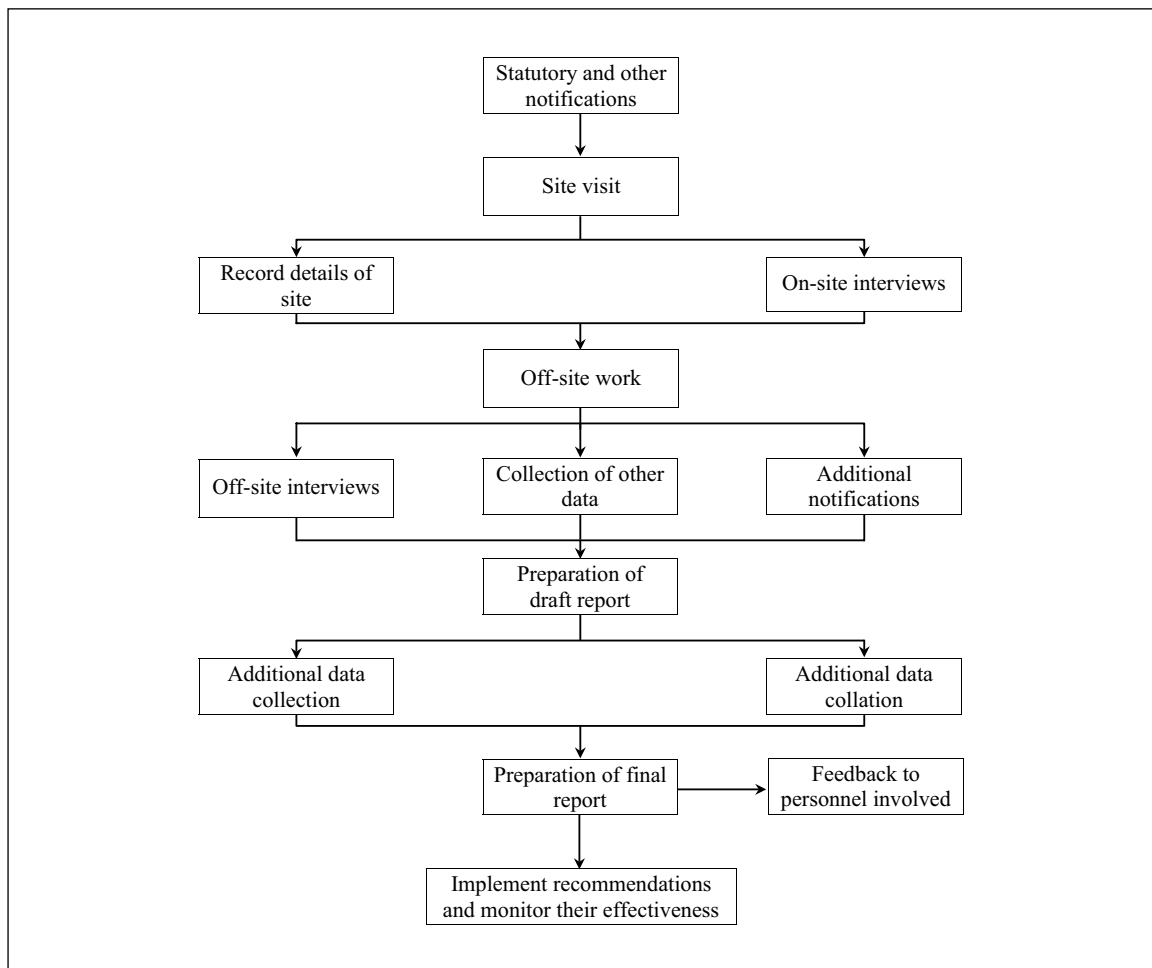 Statutory and other
notifications
Site visit
Record details of
site
On-site interviews
Off-site work
Off-site interviews
Collection of other
data
Additional
notifications
Preparation of
draft report
Additional data
collection
Additional data
collation
Preparation of final
report
Feedback to
personnel involved
Implement recommendations
and monitor their effectiveness